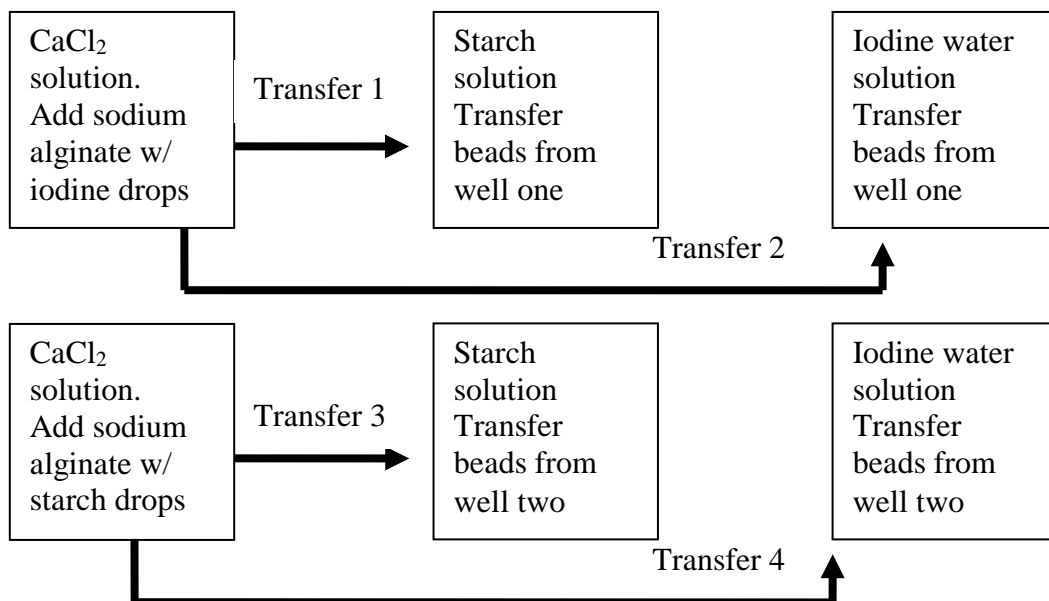 CaCl₂
solution.
Add sodium
alginate w/
iodine drops
Transfer 1
Starch
solution
Transfer
beads from
well one
Iodine water
solution
Transfer
beads from
well one
Transfer 2
CaCl₂
solution.
Add sodium
alginate w/
starch drops
Transfer 3
Starch
solution
Transfer
beads from
well two
Iodine water
solution
Transfer
beads from
well two
Transfer 4